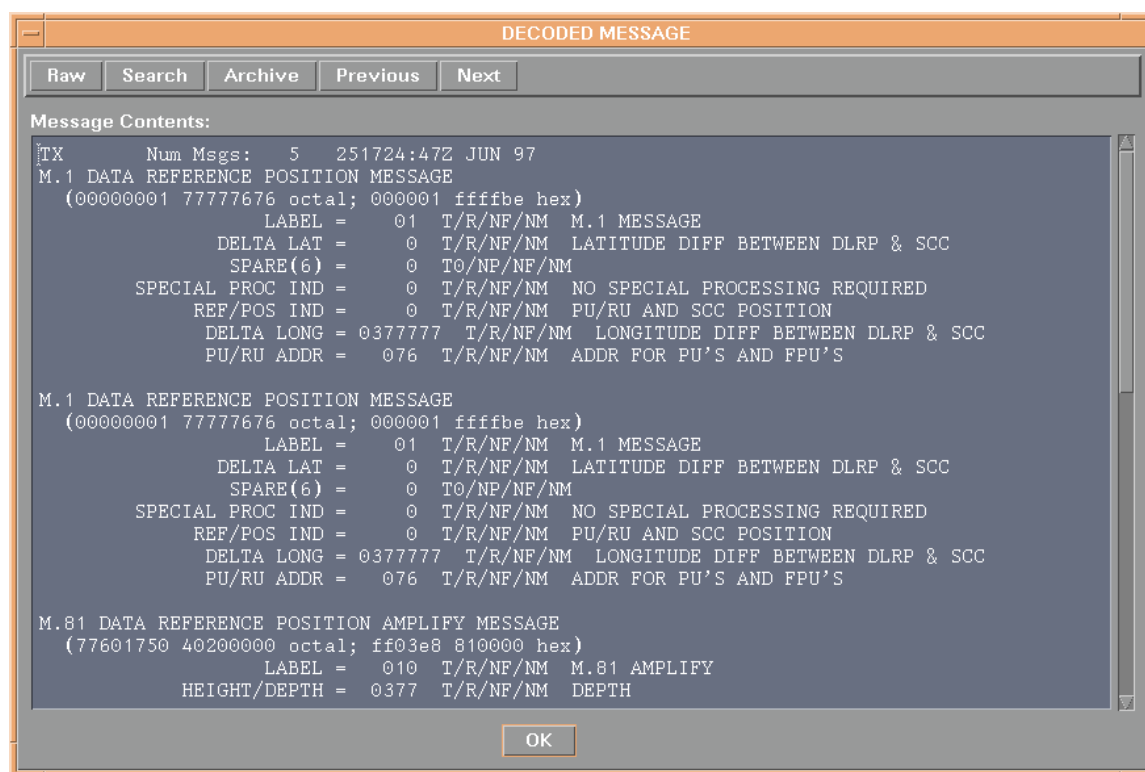 DECODED MESSAGE
Raw Search Archive Previous Next
Message Contents:
TX Num Msgs: 5 251724:47Z JUN 97
M.1 DATA REFERENCE POSITION MESSAGE
(00000001 77777676 octal; 000001 ffffbe hex)
LABEL = 01 T/R/NF/NM M.1 MESSAGE
DELTA LAT = 0 T/R/NF/NM LATITUDE DIFF BETWEEN DLRP & SCC
SPARE(6) = 0 T0/NP/NF/NM
SPECIAL PROC IND = 0 T/R/NF/NM NO SPECIAL PROCESSING REQUIRED
REF/POS IND = 0 T/R/NF/NM PU/RU AND SCC POSITION
DELTA LONG = 0377777 T/R/NF/NM LONGITUDE DIFF BETWEEN DLRP & SCC
PU/RU ADDR = 076 T/R/NF/NM ADDR FOR PU'S AND FPU'S
M.1 DATA REFERENCE POSITION MESSAGE
(00000001 77777676 octal; 000001 ffffbe hex)
LABEL = 01 T/R/NF/NM M.1 MESSAGE
DELTA LAT = 0 T/R/NF/NM LATITUDE DIFF BETWEEN DLRP & SCC
SPARE(6) = 0 T0/NP/NF/NM
SPECIAL PROC IND = 0 T/R/NF/NM NO SPECIAL PROCESSING REQUIRED
REF/POS IND = 0 T/R/NF/NM PU/RU AND SCC POSITION
DELTA LONG = 0377777 T/R/NF/NM LONGITUDE DIFF BETWEEN DLRP & SCC
PU/RU ADDR = 076 T/R/NF/NM ADDR FOR PU'S AND FPU'S
M.81 DATA REFERENCE POSITION AMPLIFY MESSAGE
(77601750 40200000 octal; ff03e8 810000 hex)
LABEL = 010 T/R/NF/NM M.81 AMPLIFY
HEIGHT/DEPTH = 0377 T/R/NF/NM DEPTH
OK